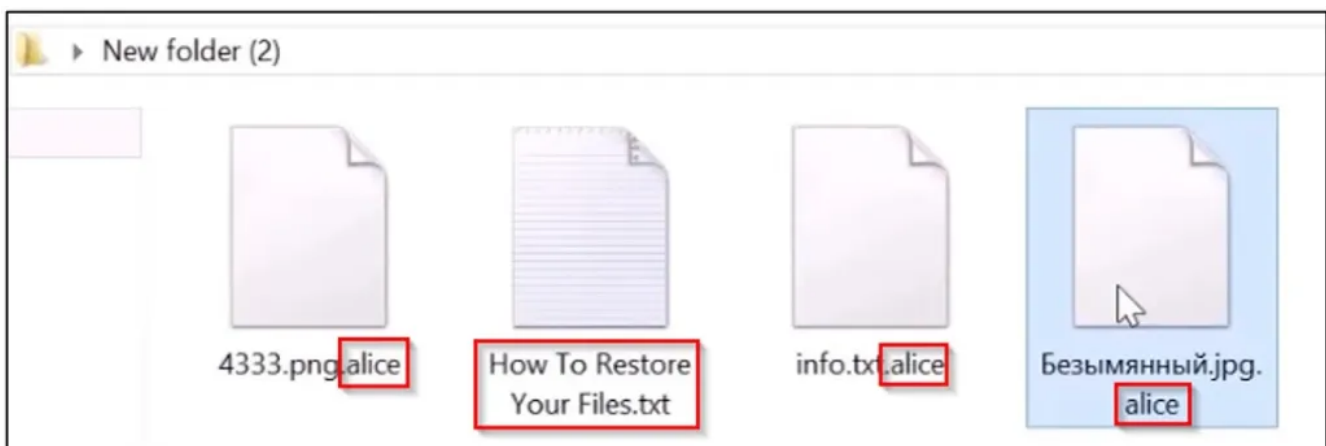 New folder (2)
4333.png.alice
How To Restore
Your Files.txt
info.txt.alice
Безымянный.jpg.
alice